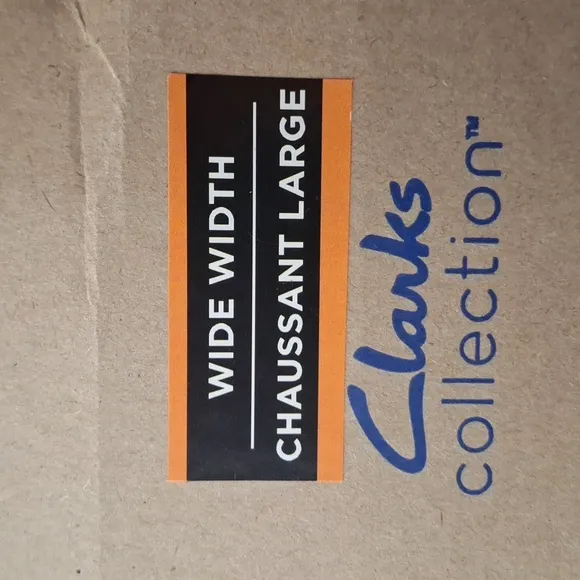 WIDE WIDTH
CHAUSSANT LARGE
Clarks
collection™